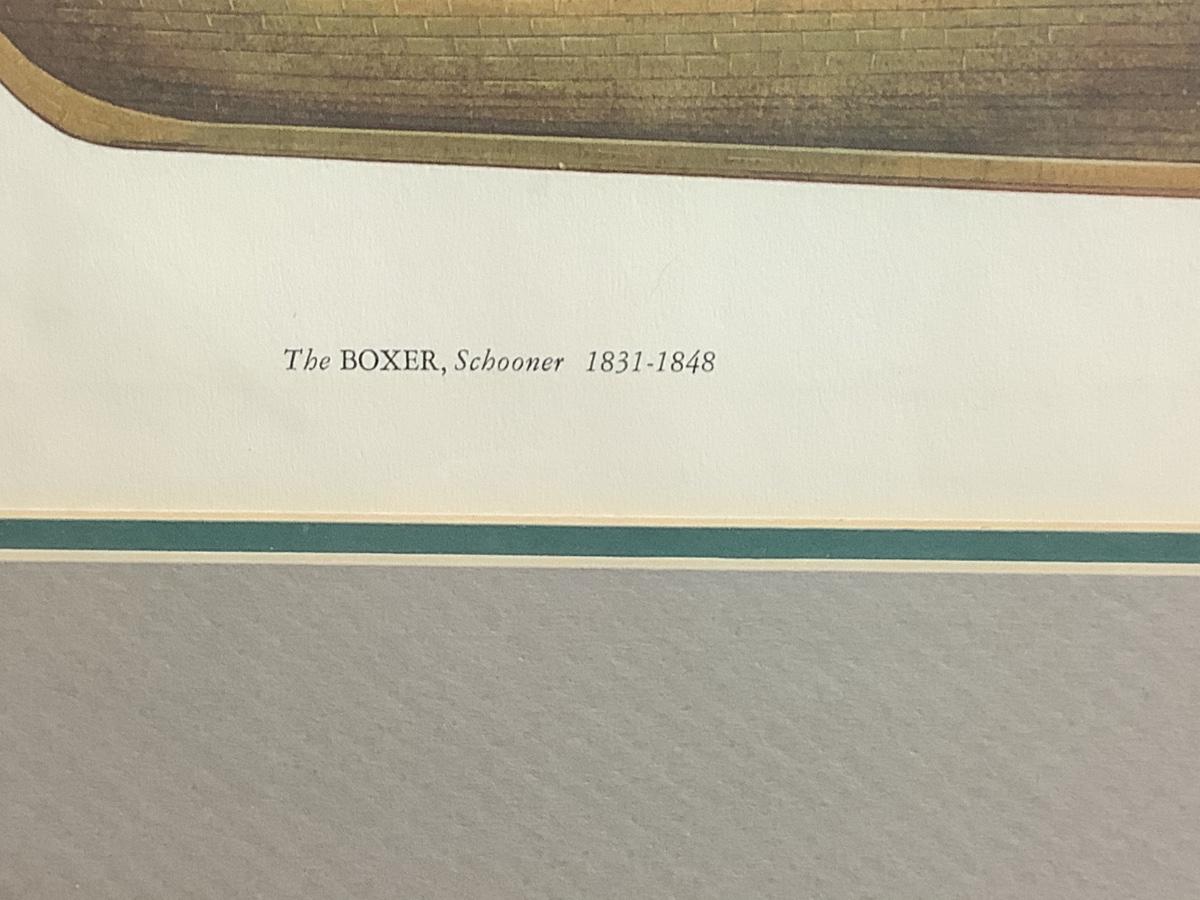 The BOXER, Schooner 1831-1848